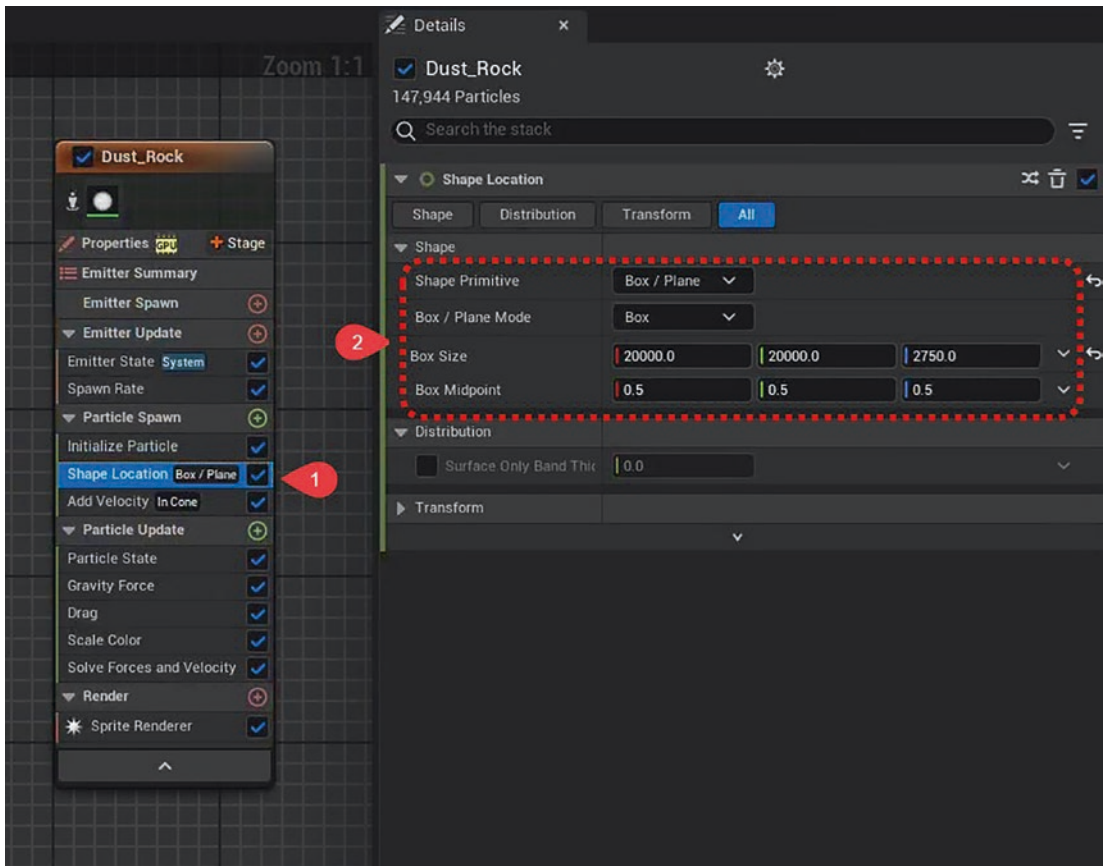 Zoom 1:1
Dust_Rock
Properties GPU Stage
Emitter Summary
Emitter Spawn
Emitter Update
Emitter State System
Spawn Rate
Particle Spawn
Initialize Particle
Shape Location Box / Plane
Add Velocity In Cone
Particle Update
Particle State
Gravity Force
Drag
Scale Color
Solve Forces and Velocity
Render
Sprite Renderer
1
2
Details
Dust_Rock
147,944 Particles
Search the stack
Shape Location
Shape Distribution Transform All
Shape
Shape Primitive Box / Plane
Box / Plane Mode Box
Box Size 20000.0 20000.0 2750.0
Box Midpoint 0.5 0.5 0.5
Distribution
Surface Only Band Thic 0.0
Transform